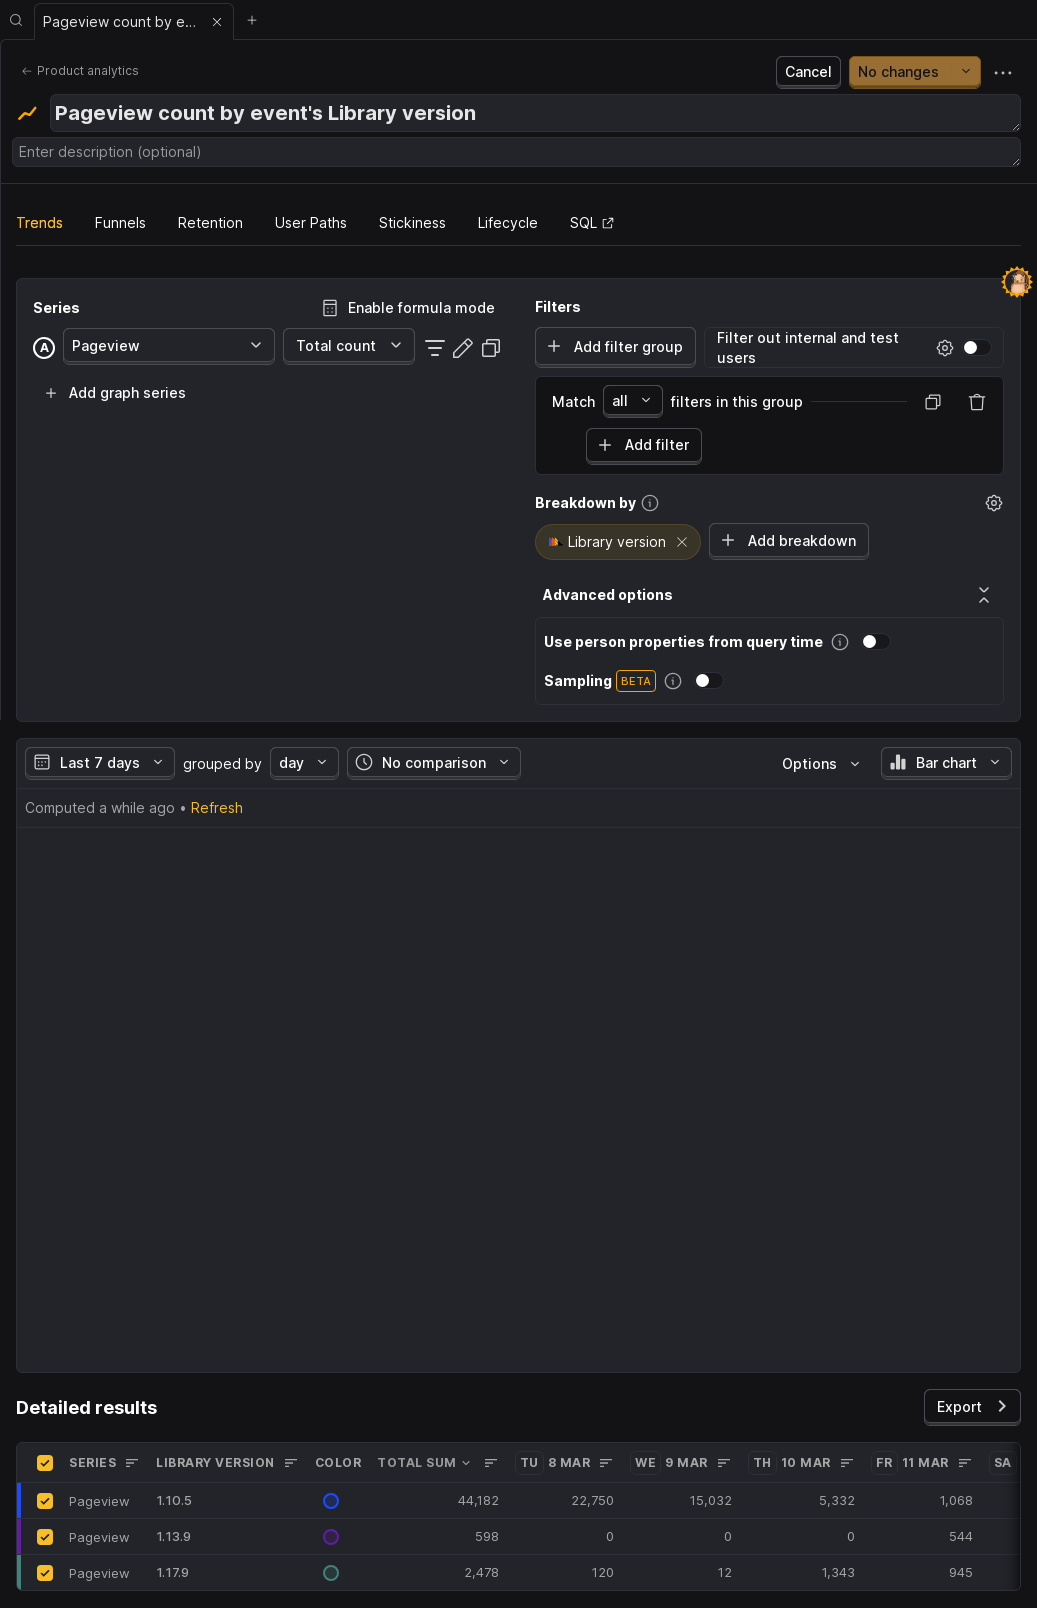 Pageview count by e...
Product analytics
Cancel
No changes
Pageview count by event's Library version
Enter description (optional)
Trends
Funnels
Retention
User Paths
Stickiness
Lifecycle
SQL
Series
Enable formula mode
A
Pageview
Total count
Add graph series
Filters
Add filter group
Filter out internal and test
users
Match
all
filters in this group
Add filter
Breakdown by
Library version
Add breakdown
Advanced options
Use person properties from query time
Sampling BETA
Last 7 days
grouped by
day
No comparison
Options
Bar chart
Computed a while ago • Refresh
Detailed results
Export
SERIES LIBRARY VERSION COLOR TOTAL SUM TU 8 MAR WE 9 MAR TH 10 MAR FR 11 MAR SA
Pageview 1.10.5 44,182 22,750 15,032 5,332 1,068
Pageview 1.13.9 598 0 0 0 544
Pageview 1.17.9 2,478 120 12 1,343 945